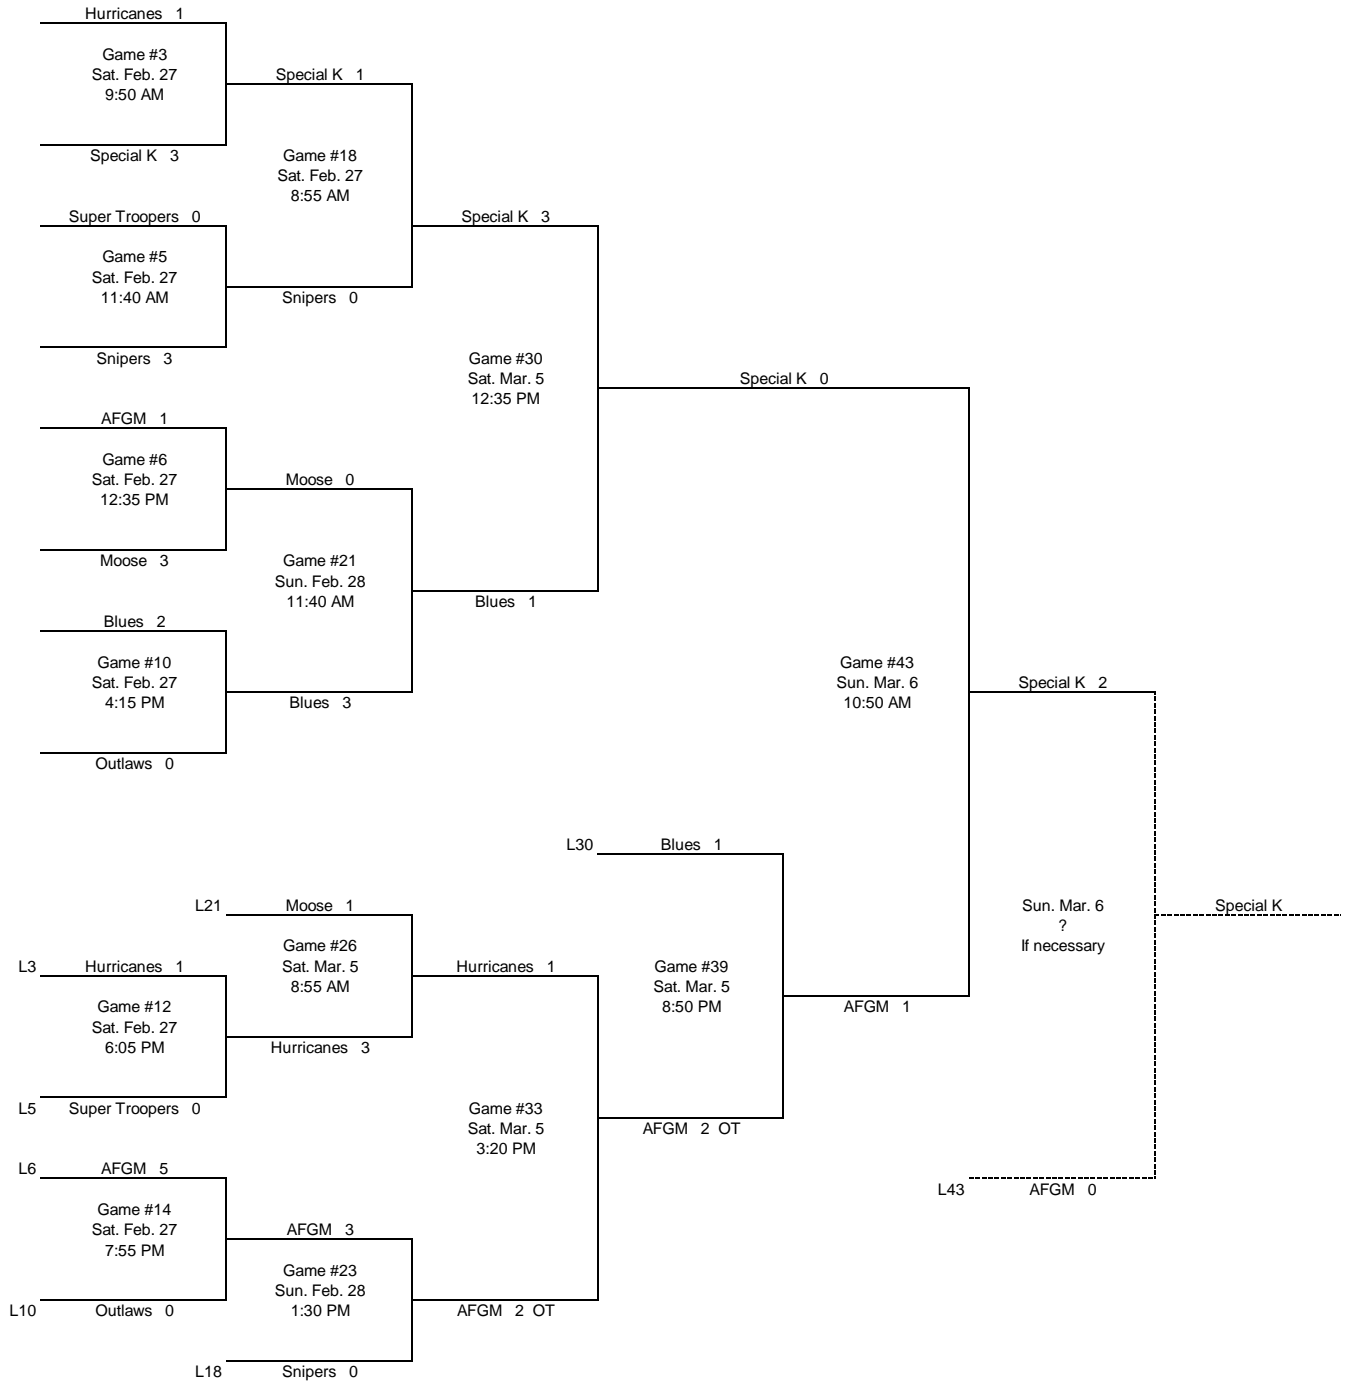 Hurricanes 1
Game #3
Sat. Feb. 27
9:50 AM
Special K 3
Special K 1
Game #18
Sat. Feb. 27
8:55 AM
Super Troopers 0
Game #5
Sat. Feb. 27
11:40 AM
Snipers 3
Snipers 0
Special K 3
Game #30
Sat. Mar. 5
12:35 PM
AFGM 1
Game #6
Sat. Feb. 27
12:35 PM
Moose 3
Moose 0
Game #21
Sun. Feb. 28
11:40 AM
Blues 1
Blues 2
Game #10
Sat. Feb. 27
4:15 PM
Outlaws 0
Blues 3
Special K 0
Game #43
Sun. Mar. 6
10:50 AM
Special K 2
L30 Blues 1
L21 Moose 1
Game #26
Sat. Mar. 5
8:55 AM
L3 Hurricanes 1
Game #12
Sat. Feb. 27
6:05 PM
L5 Super Troopers 0
Hurricanes 3
Hurricanes 1
Game #33
Sat. Mar. 5
3:20 PM
Game #39
Sat. Mar. 5
8:50 PM
AFGM 1
AFGM 2 OT
Sun. Mar. 6
?
If necessary
Special K
L43 AFGM 0
L6 AFGM 5
Game #14
Sat. Feb. 27
7:55 PM
L10 Outlaws 0
AFGM 3
Game #23
Sun. Feb. 28
1:30 PM
AFGM 2 OT
L18 Snipers 0